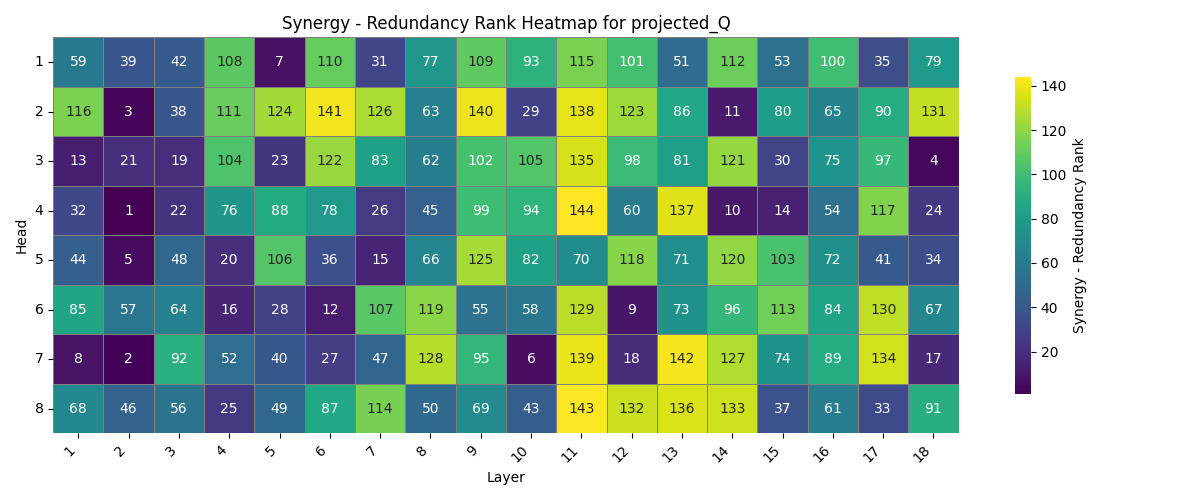 Synergy - Redundancy Rank Heatmap for projected_Q
1 59 39 42 108 7 110 31 77 109 93 115 101 51 112 53 100 35 79
2 116 3 38 111 124 141 126 63 140 29 138 123 86 11 80 65 90 131
3 13 21 19 104 23 122 83 62 102 105 135 98 81 121 30 75 97 4
4 32 1 22 76 88 78 26 45 99 94 144 60 137 10 14 54 117 24
5 44 5 48 20 106 36 15 66 125 82 70 118 71 120 103 72 41 34
6 85 57 64 16 28 12 107 119 55 58 129 9 73 96 113 84 130 67
7 8 2 92 52 40 27 47 128 95 6 139 18 142 127 74 89 134 17
8 68 46 56 25 49 87 114 50 69 43 143 132 136 133 37 61 33 91
1 2 3 4 5 6 7 8 9 10 11 12 13 14 15 16 17 18
Layer
Head
140
120
100
80
60
40
20
Synergy - Redundancy Rank